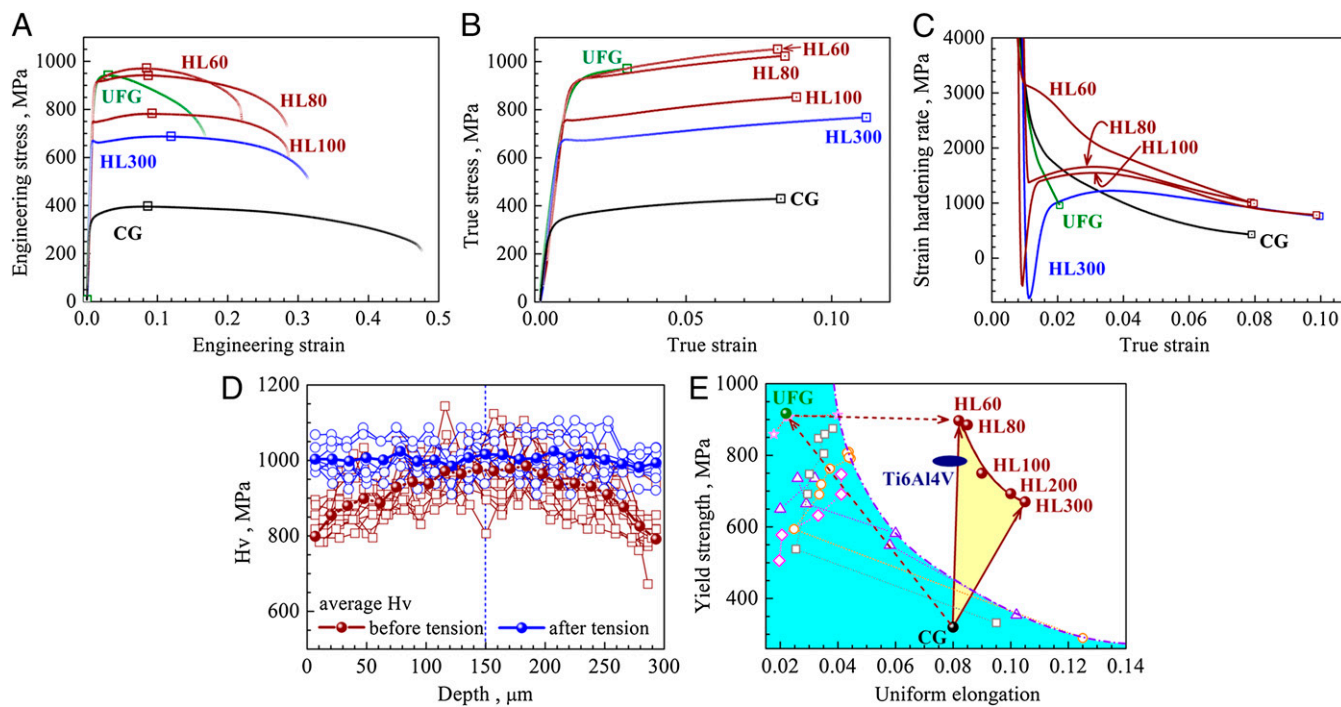 A
Engineering stress , MPa
1000
800
600
400
200
0
0.0
0.1
0.2
0.3
0.4
0.5
Engineering strain
HL60
UFG
HL80
HL100
HL300
CG
B
True stress , MPa
1000
800
600
400
200
0
0.00
0.05
0.10
True strain
UFG
HL60
HL80
HL100
HL300
CG
C
Strain hardening rate , MPa
4000
3000
2000
1000
0
0.00
0.02
0.04
0.06
0.08
0.10
True strain
HL60
HL80
HL100
UFG
CG
HL300
D
Hv , MPa
1200
1000
800
600
0
50
100
150
200
250
300
Depth , μm
average Hv
before tension
after tension
E
Yield strength , MPa
1000
800
600
400
0.02
0.04
0.06
0.08
0.10
0.12
0.14
Uniform elongation
UFG
HL60
HL80
Ti6Al4V
HL100
HL200
HL300
CG